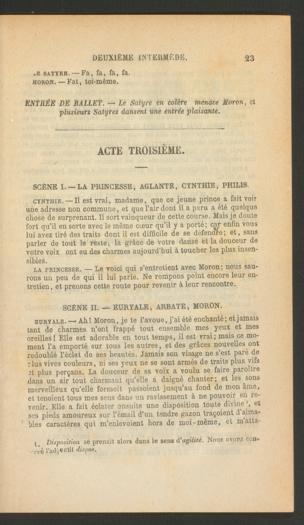 DEUXIÈME INTERMÈDE. 23
LE SATYRE. — Fa, fa, fa, fa.
MORON. — Fat, toi-même.
ENTRÉE DE BALLET. — Le Satyre en colère menace Moron, et
plusieurs Satyres dansent une entrée plaisante.
ACTE TROISIÈME.
SCÈNE I. — LA PRINCESSE, AGLANTE, CYNTHIE, PHILIS.
CYNTHIE. — Il est vrai, madame, que ce jeune prince a fait voir
une adresse non commune, et que l'air dont il a paru a été quelque
chose de surprenant. Il sort vainqueur de cette course. Mais je doute
fort qu'il en sorte avec le même cœur qu'il y a porté; car enfin vous
lui avez tiré des traits dont il est difficile de se défendre; et, sans
parler de tout le reste, la grâce de votre danse et la douceur de
votre voix ont eu des charmes aujourd'hui à toucher les plus insen-
sibles.
LA PRINCESSE. — Le voici qui s'entretient avec Moron; nous sau-
rons un peu de quoi il lui parle. Ne rompons point encore leur en-
tretien, et prenons cette route pour revenir à leur rencontre.
SCÈNE II. — EURYALE, ARBATE, MORON.
EURYALE. — Ah! Moron, je te l'avoue, j'ai été enchanté; et jamais
tant de charmes n'ont frappé tout ensemble mes yeux et mes
oreilles! Elle est adorable en tout temps, il est vrai; mais ce mo-
ment l'a emporté sur tous les autres, et des grâces nouvelles ont
redoublé l'éclat de ses beautés. Jamais son visage ne s'est paré de
plus vives couleurs, ni ses yeux ne se sont armés de traits plus vifs
et plus perçans. La douceur de sa voix a voulu se faire paroître
dans un air tout charmant qu'elle a daigné chanter; et les sons
merveilleux qu'elle formoit passoient jusqu'au fond de mon âme,
et tenoient tous mes sens dans un ravissement à ne pouvoir en re-
venir. Elle a fait éclater ensuite une disposition toute divine¹, et
ses pieds amoureux sur l'émail d'un tendre gazon traçoient d'aima-
bles caractères qui m'enlevoient hors de moi-même, et m'atta-
1. Disposition se prenait alors dans le sens d'agilité. Nous avons con-
servé l'adjectif dispos.